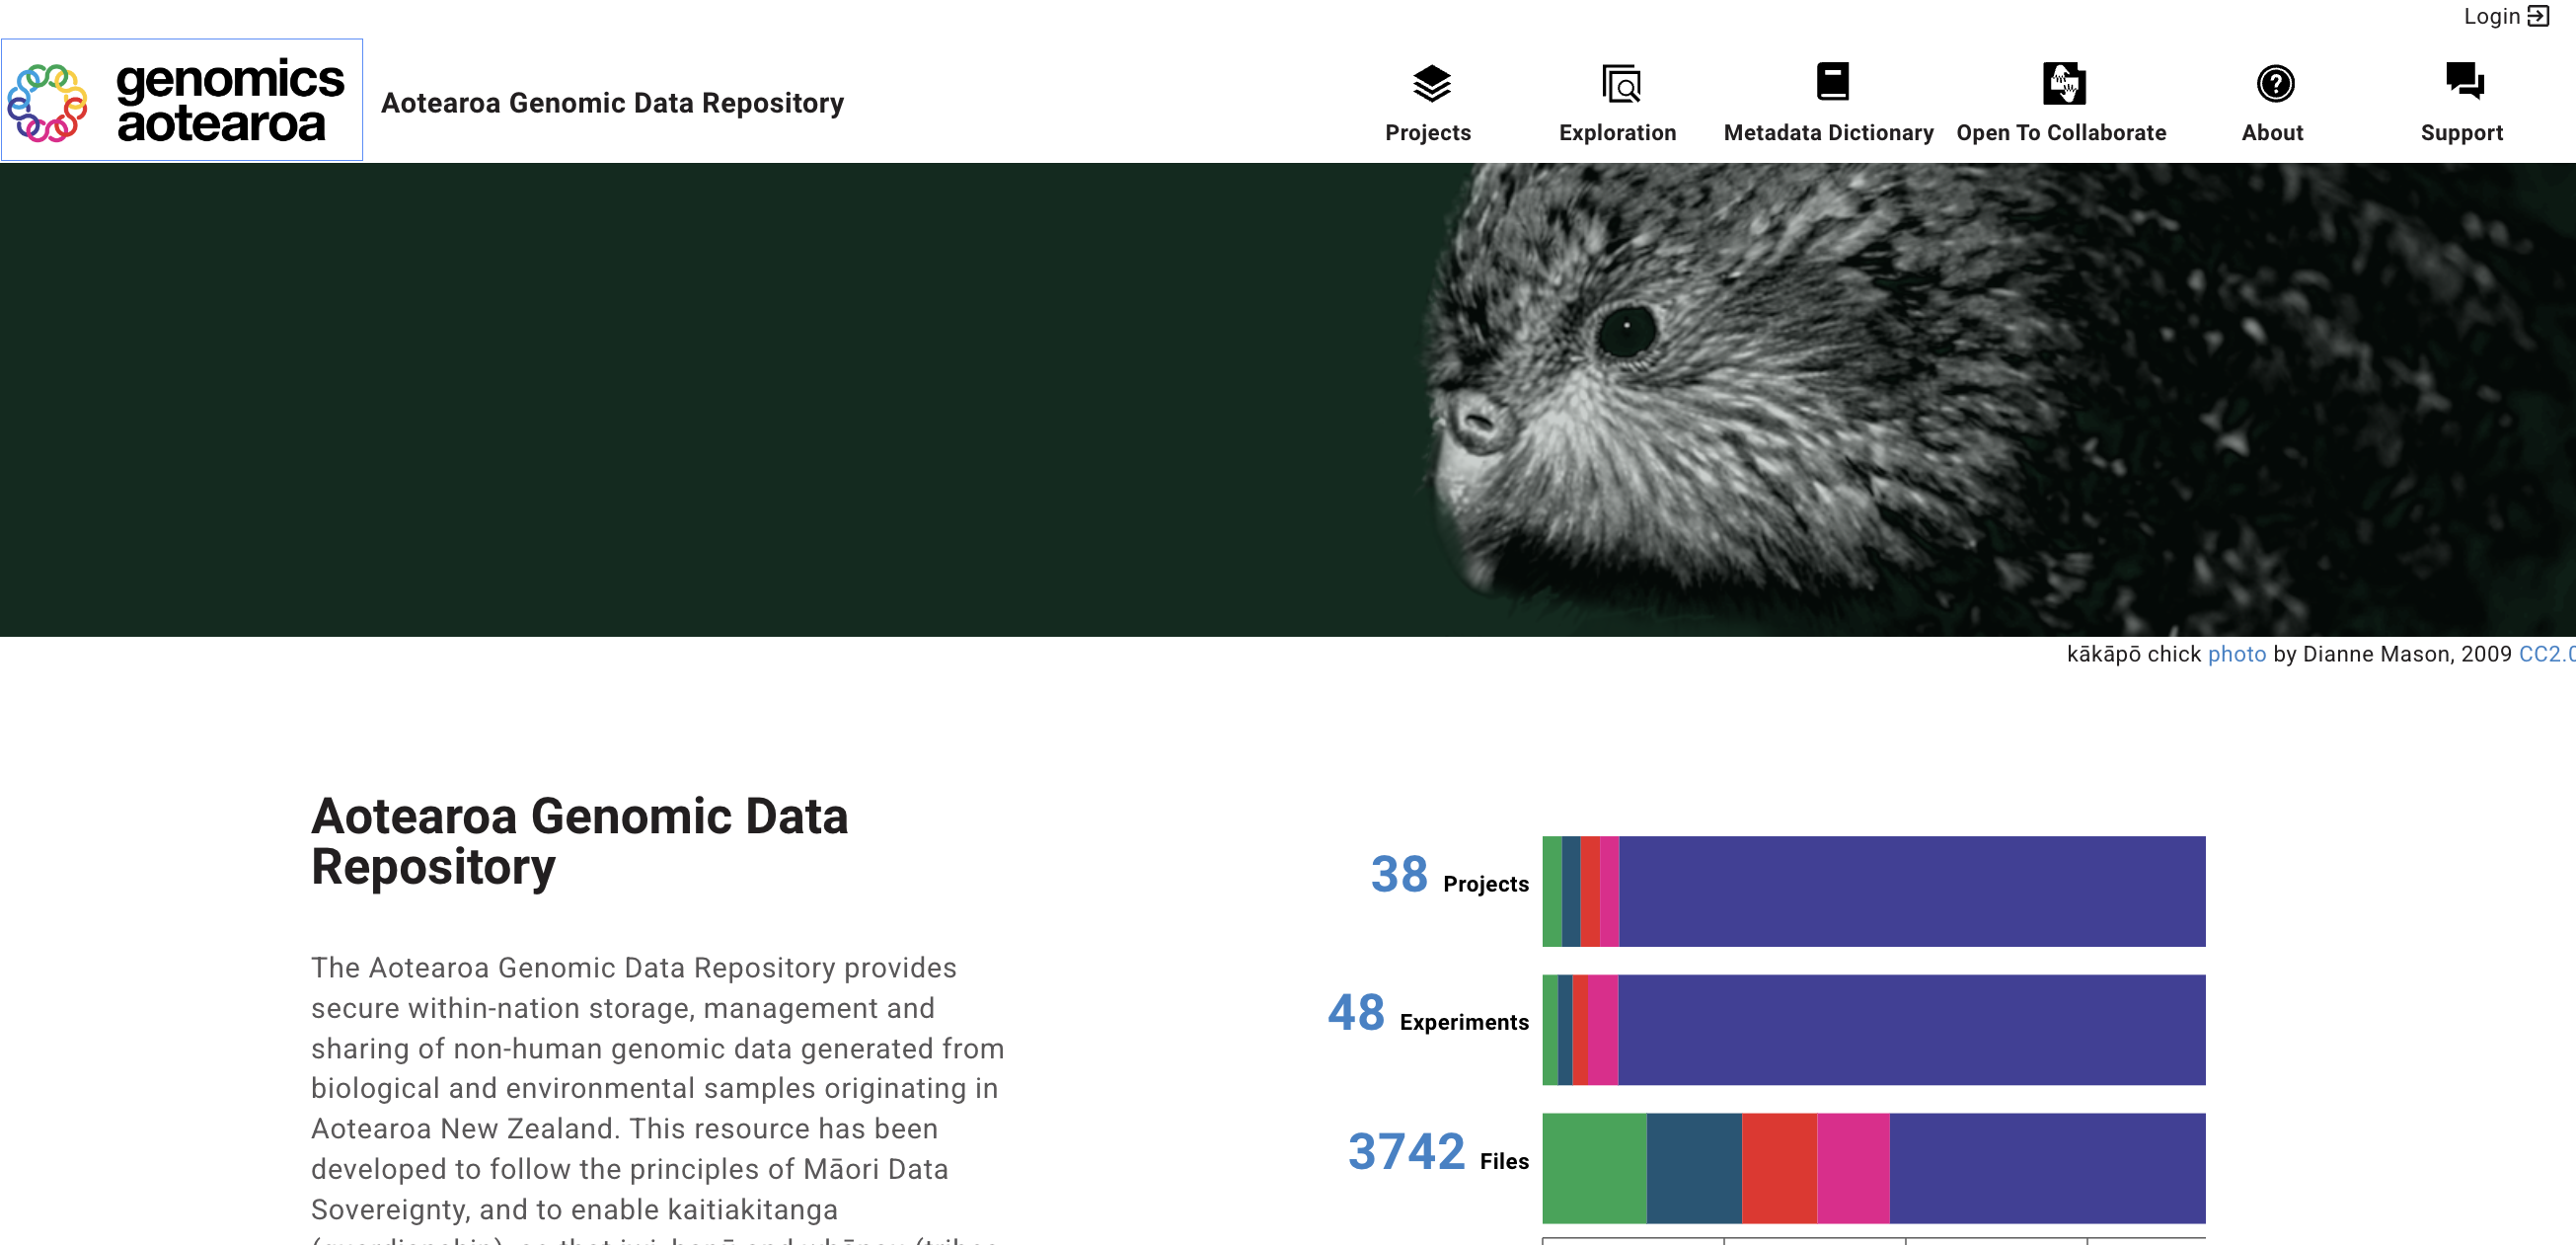 Login
genomics
aotearoa
Aotearoa Genomic Data Repository
Projects
Exploration
Metadata Dictionary
Open To Collaborate
About
Support
kākāpō chick photo by Dianne Mason, 2009 CC2.0
Aotearoa Genomic Data
Repository
The Aotearoa Genomic Data Repository provides
secure within-nation storage, management and
sharing of non-human genomic data generated from
biological and environmental samples originating in
Aotearoa New Zealand. This resource has been
developed to follow the principles of Māori Data
Sovereignty, and to enable kaitiakitanga
38 Projects
48 Experiments
3742 Files